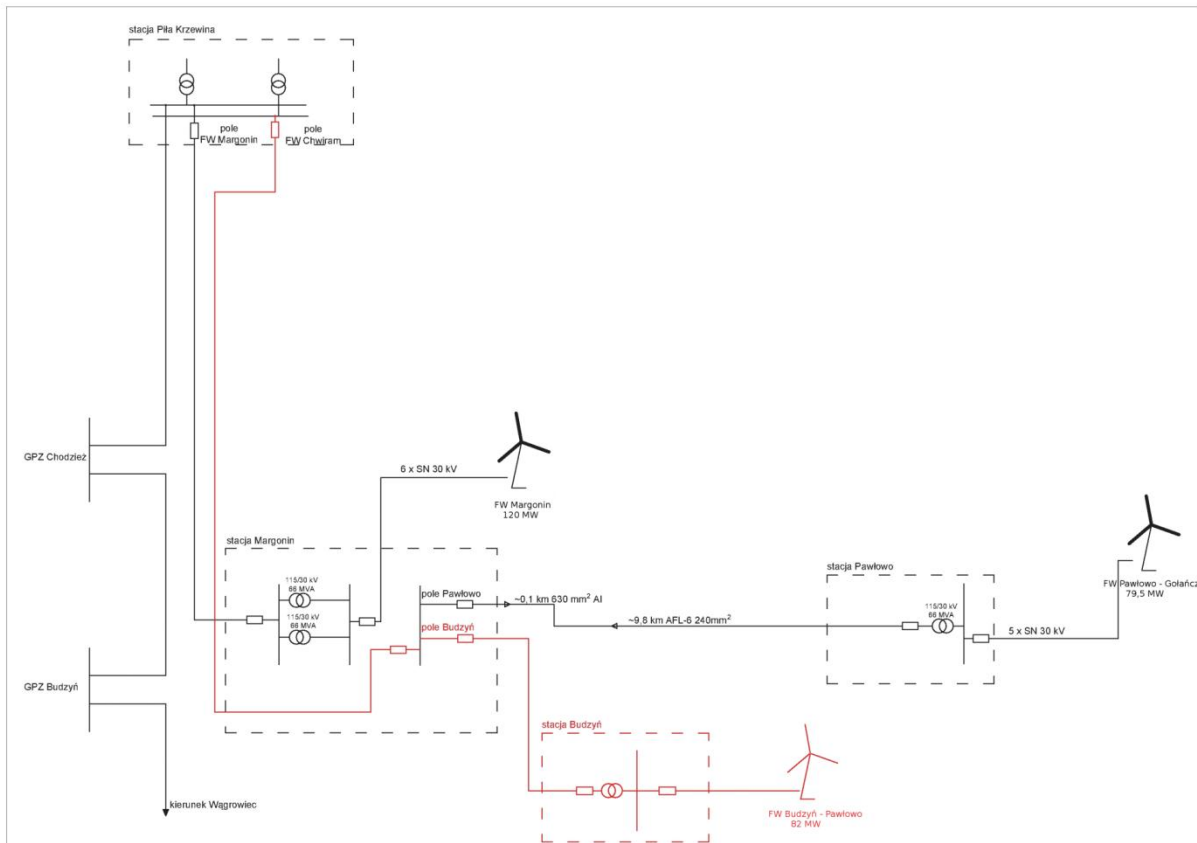 stacja Piła Krzewina
pole
FW Margonin
pole
FW Chwiram
GPZ Chodzież
6 x SN 30 kV
FW Margonin
120 MW
stacja Margonin
115/30 kV
66 MVA
115/30 kV
66 MVA
pole Pawłowo
~0,1 km 630 mm² Al
pole Budzyń
~9,8 km AFL-6 240mm²
stacja Pawłowo
115/30 kV
66 MVA
5 x SN 30 kV
FW Pawłowo - Gołańcz
79,5 MW
GPZ Budzyń
stacja Budzyń
FW Budzyń - Pawłowo
82 MW
kierunek Wągrowiec